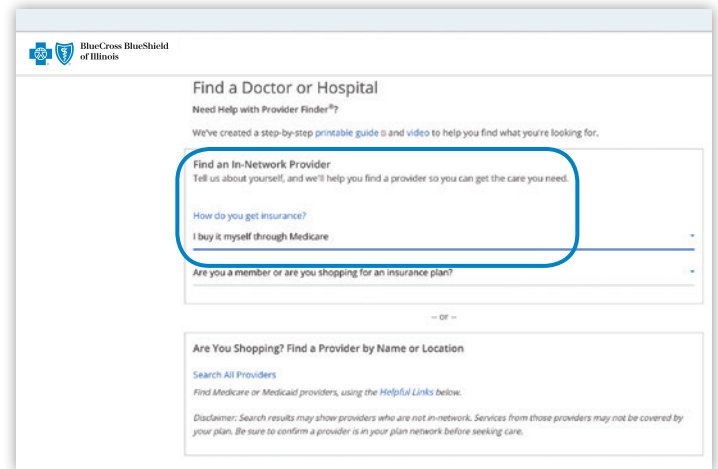 BlueCross BlueShield
of Illinois
Find a Doctor or Hospital
Need Help with Provider Finder®?
We've created a step-by-step printable guide and video to help you find what you're looking for.
Find an In-Network Provider
Tell us about yourself, and we'll help you find a provider so you can get the care you need.
How do you get insurance?
I buy it myself through Medicare
Are you a member or are you shopping for an insurance plan?
-- or --
Are You Shopping? Find a Provider by Name or Location
Search All Providers
Find Medicare or Medicaid providers, using the Helpful Links below.
Disclaimer: Search results may show providers who are not in-network. Services from those providers may not be covered by
your plan. Be sure to confirm a provider is in your plan network before seeking care.